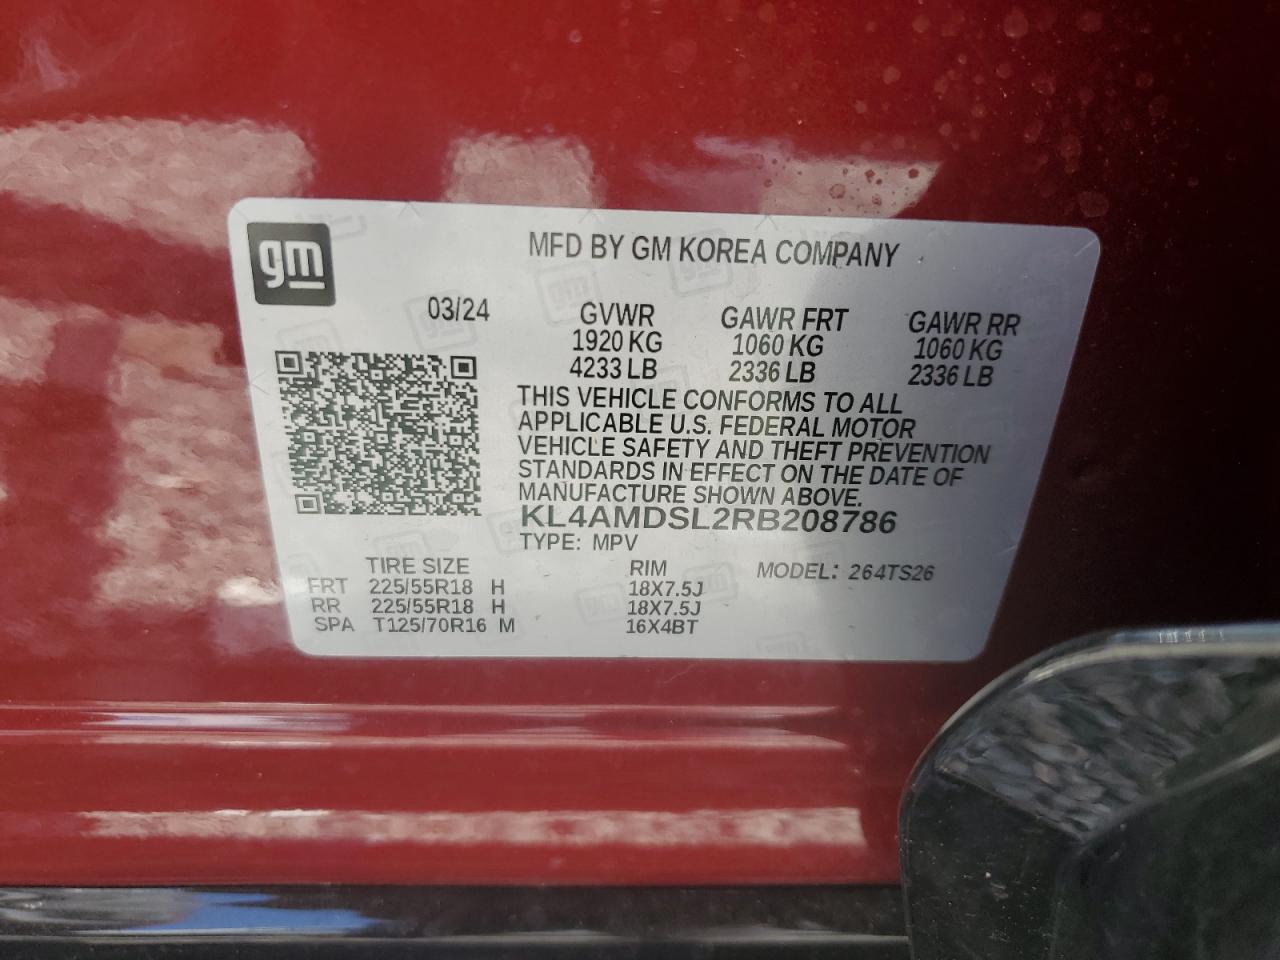 gm
MFD BY GM KOREA COMPANY
03/24 GVWR GAWR FRT GAWR RR
1920 KG 1060 KG 1060 KG
4233 LB 2336 LB 2336 LB
THIS VEHICLE CONFORMS TO ALL
APPLICABLE U.S. FEDERAL MOTOR
VEHICLE SAFETY AND THEFT PREVENTION
STANDARDS IN EFFECT ON THE DATE OF
MANUFACTURE SHOWN ABOVE.
KL4AMDSL2RB208786
TYPE: MPV
TIRE SIZE RIM MODEL: 264TS26
FRT 225/55R18 H 18X7.5J
RR 225/55R18 H 18X7.5J
SPA T125/70R16 M 16X4BT